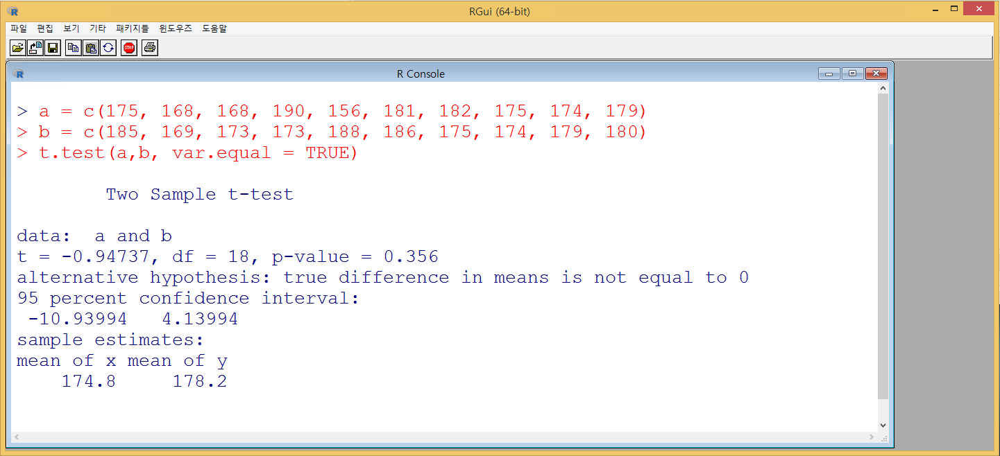 RGui (64-bit)
파일 편집 보기 기타 패키지들 윈도우즈 도움말
STOP
R Console
> a = c(175, 168, 168, 190, 156, 181, 182, 175, 174, 179)
> b = c(185, 169, 173, 173, 188, 186, 175, 174, 179, 180)
> t.test(a,b, var.equal = TRUE)
Two Sample t-test
data:  a and b
t = -0.94737, df = 18, p-value = 0.356
alternative hypothesis: true difference in means is not equal to 0
95 percent confidence interval:
-10.93994   4.13994
sample estimates:
mean of x mean of y
174.8     178.2